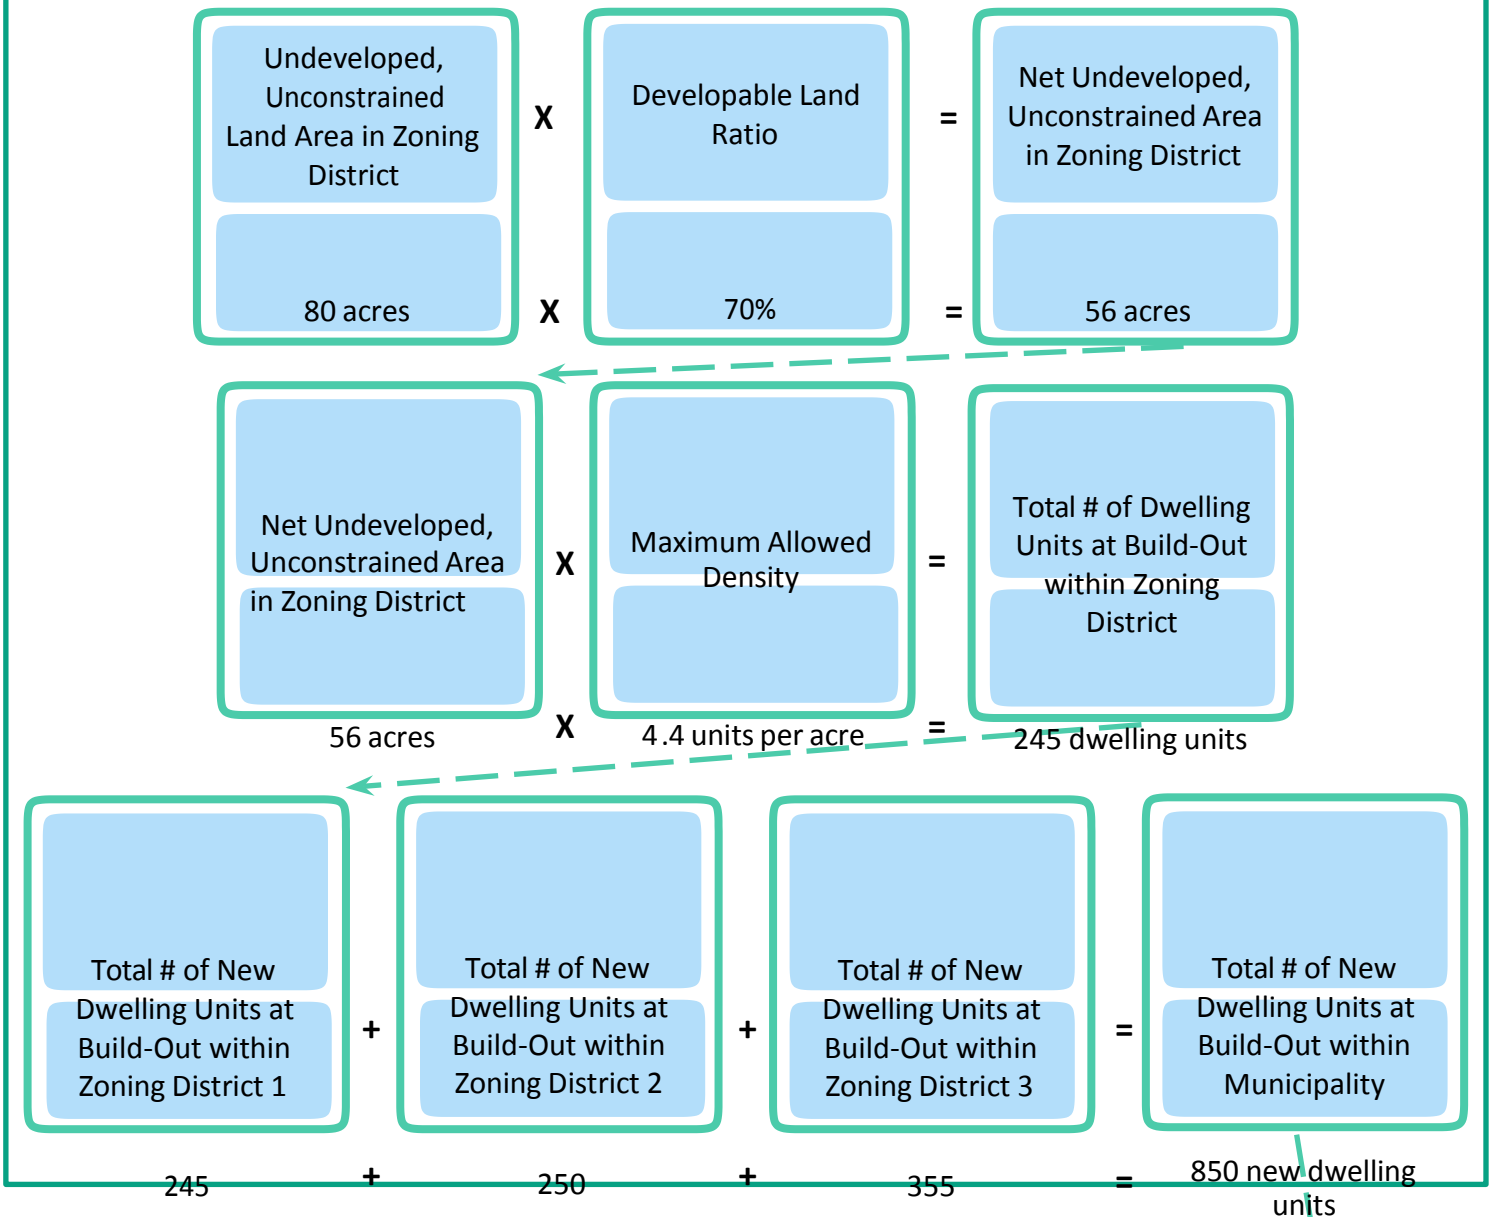 Undeveloped,
Unconstrained
Land Area in Zoning
District
X
Developable Land
Ratio
=
Net Undeveloped,
Unconstrained Area
in Zoning District
80 acres
X
70%
=
56 acres
Net Undeveloped,
Unconstrained Area
in Zoning District
X
Maximum Allowed
Density
=
Total # of Dwelling
Units at Build-Out
within Zoning
District
56 acres
X
4.4 units per acre
=
245 dwelling units
Total # of New
Dwelling Units at
Build-Out within
Zoning District 1
+
Total # of New
Dwelling Units at
Build-Out within
Zoning District 2
+
Total # of New
Dwelling Units at
Build-Out within
Zoning District 3
=
Total # of New
Dwelling Units at
Build-Out within
Municipality
245
+
250
+
355
=
850 new dwelling
units